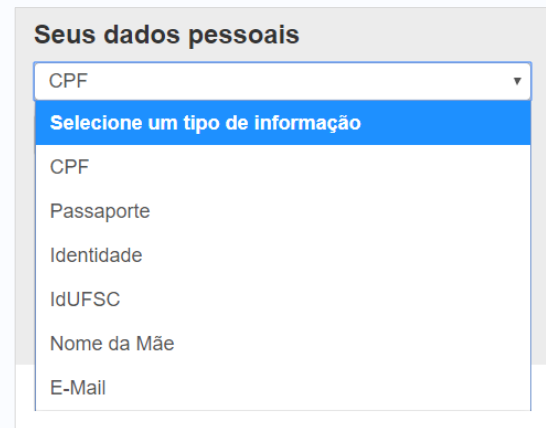 Seus dados pessoais
CPF
Selecione um tipo de informação
CPF
Passaporte
Identidade
IdUFSC
Nome da Mãe
E-Mail